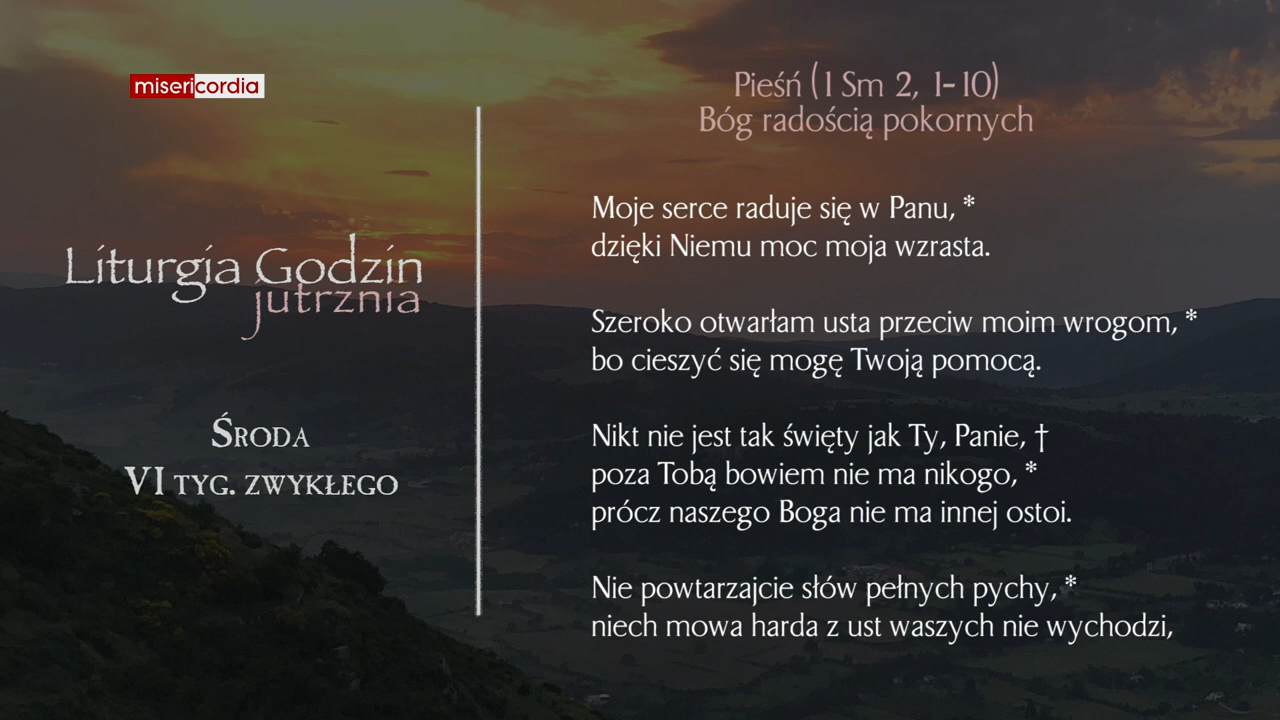 misericordia
Liturgia Godzin
jutrznia
Środa
VI tyg. zwykłego
Pieśń (1 Sm 2, 1-10)
Bóg radością pokornych
Moje serce raduje się w Panu, *
dzięki Niemu moc moja wzrasta.
Szeroko otwarłam usta przeciw moim wrogom, *
bo cieszyć się mogę Twoją pomocą.
Nikt nie jest tak święty jak Ty, Panie, †
poza Tobą bowiem nie ma nikogo, *
prócz naszego Boga nie ma innej ostoi.
Nie powtarzajcie słów pełnych pychy, *
niech mowa harda z ust waszych nie wychodzi,